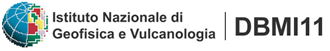 Istituto Nazionale di
Geofisica e Vulcanologia
DBMI11